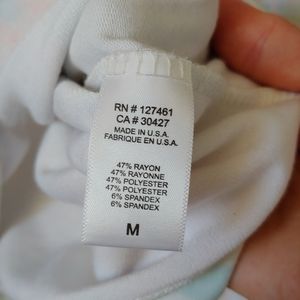 RN # 127461
CA # 30427
MADE IN U.S.A.
FABRIQUE EN U.S.A.
47% RAYON
47% RAYONNE
47% POLYESTER
47% POLYESTER
6% SPANDEX
6% SPANDEX
M